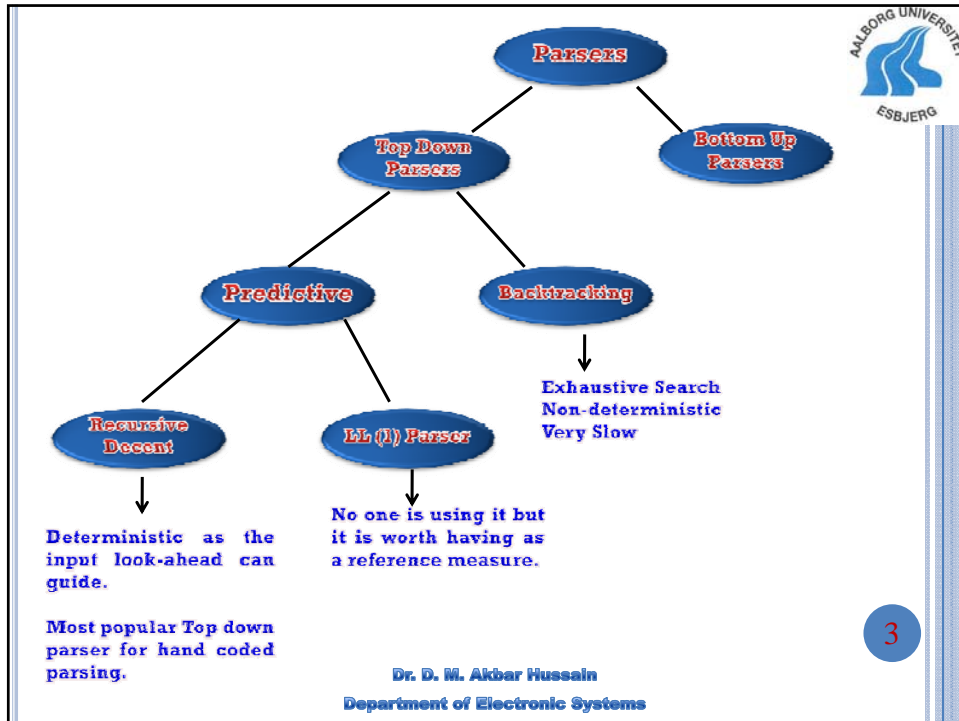 AALBORG UNIVERSITET
ESBJERG
Parsers
Top Down
Parsers
Bottom Up
Parsers
Predictive
Backtracking
Exhaustive Search
Non-deterministic
Very Slow
Recursive
Decent
LL (1) Parser
Deterministic as the
input look-ahead can
guide.
Most popular Top down
parser for hand coded
parsing.
No one is using it but
it is worth having as
a reference measure.
3
Dr. D. M. Akbar Hussain
Department of Electronic Systems